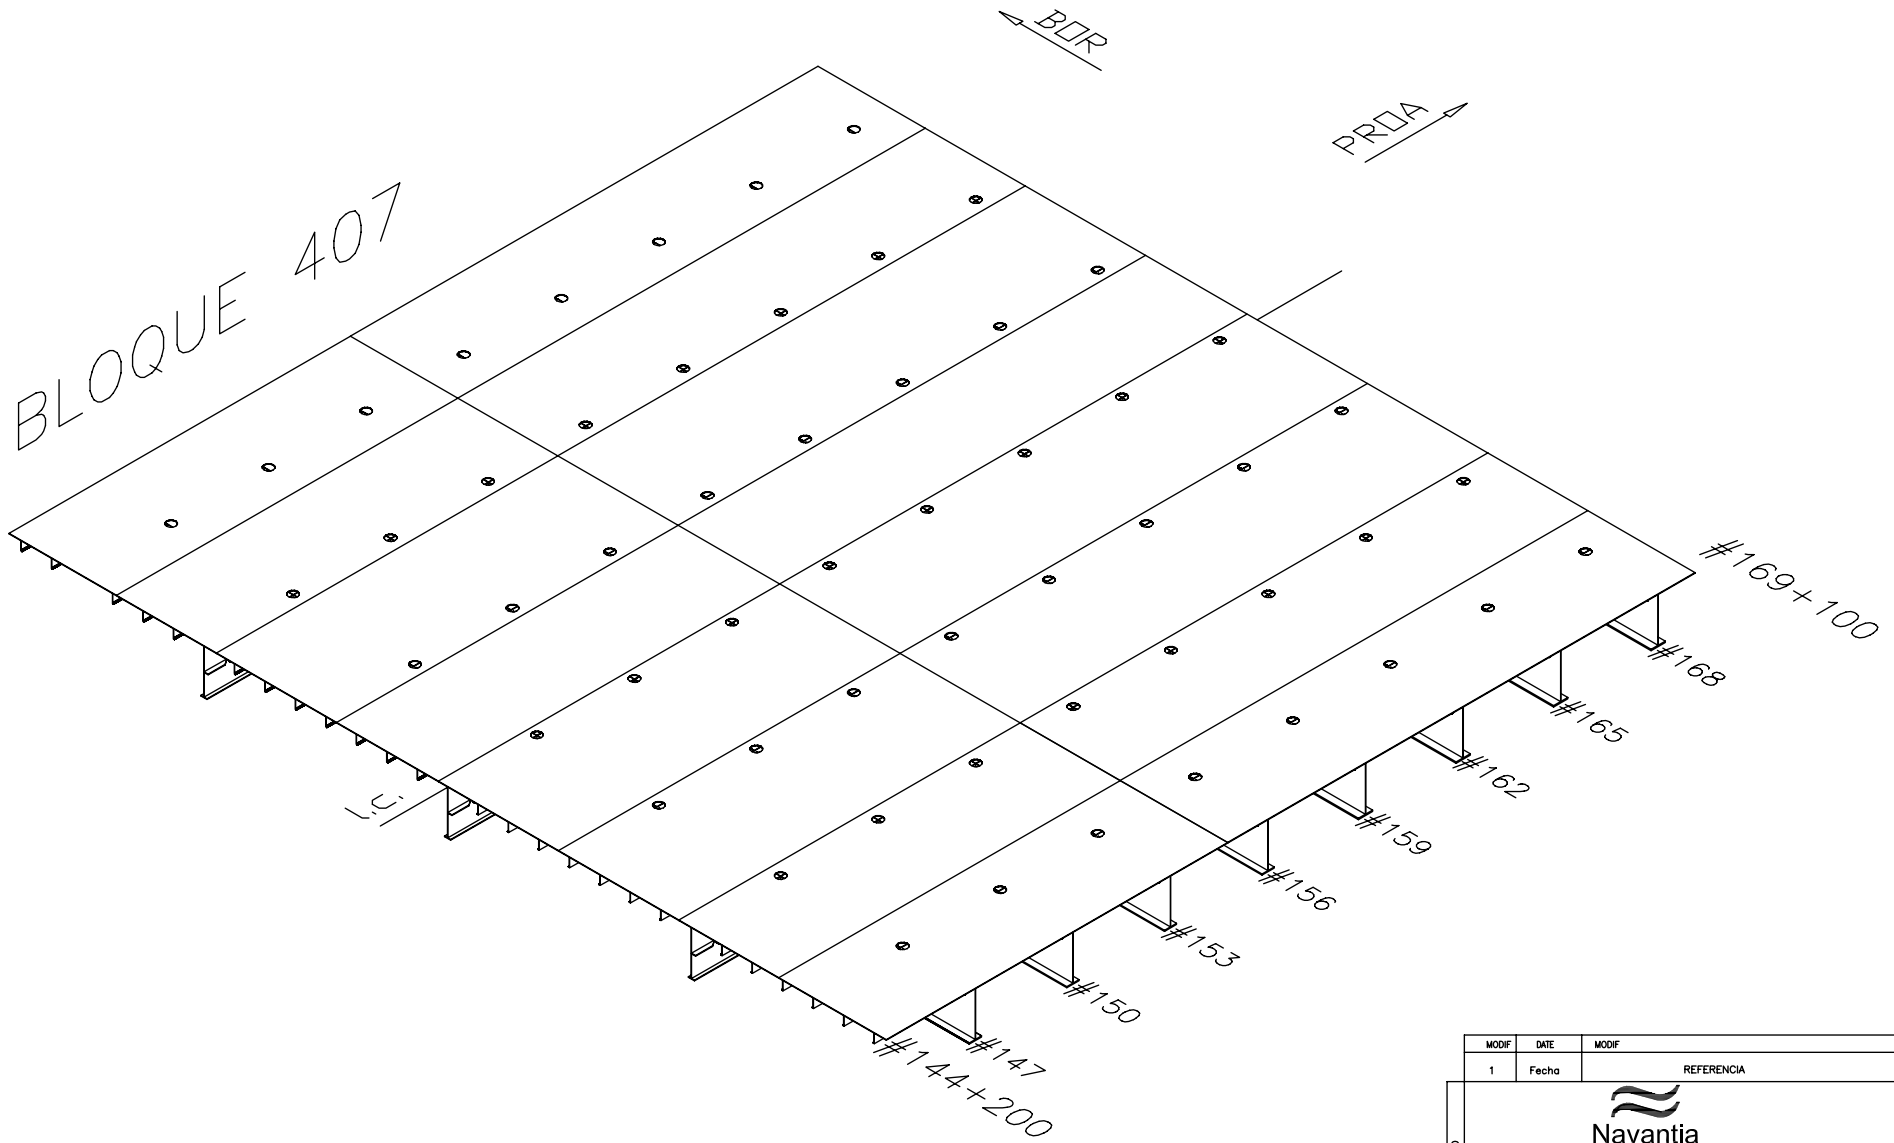 BOR
PROA
BLOQUE 407
#169+100
#168
#165
#162
#159
#156
#153
#150
#147
#144+200
MODIF DATE MODIF
1 Fecha REFERENCIA
Navantia